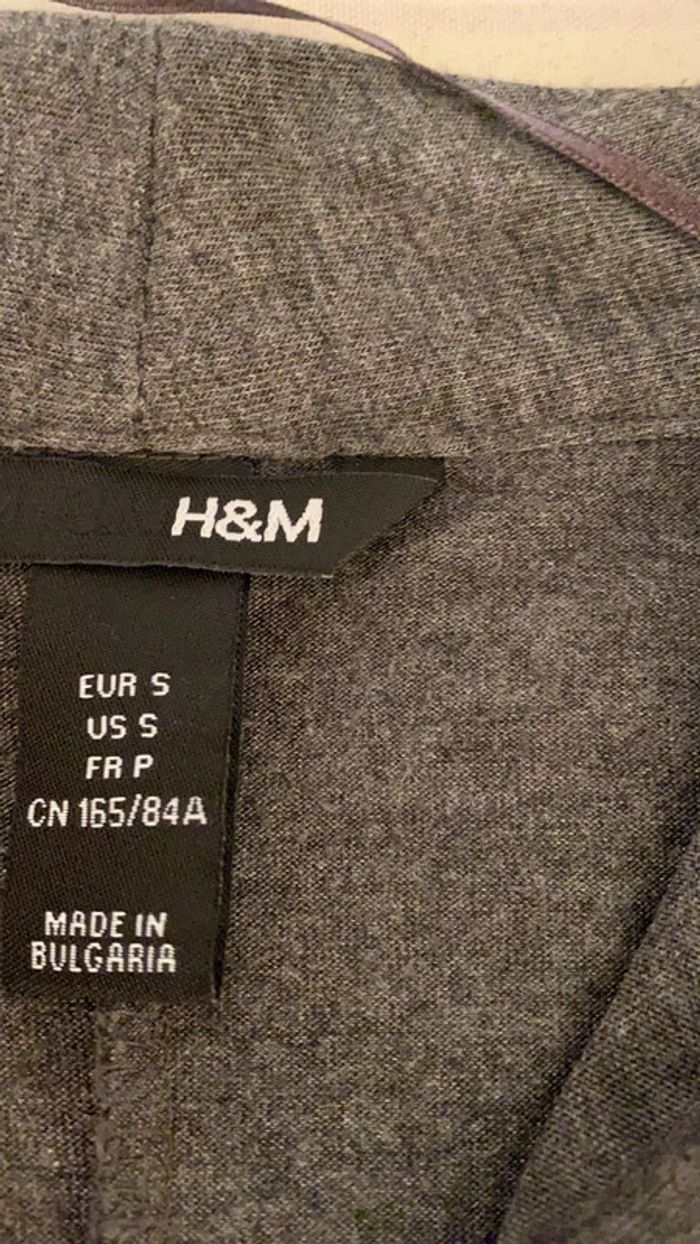 H&M
EUR S
US S
FR P
CN 165/84A
MADE IN
BULGARIA